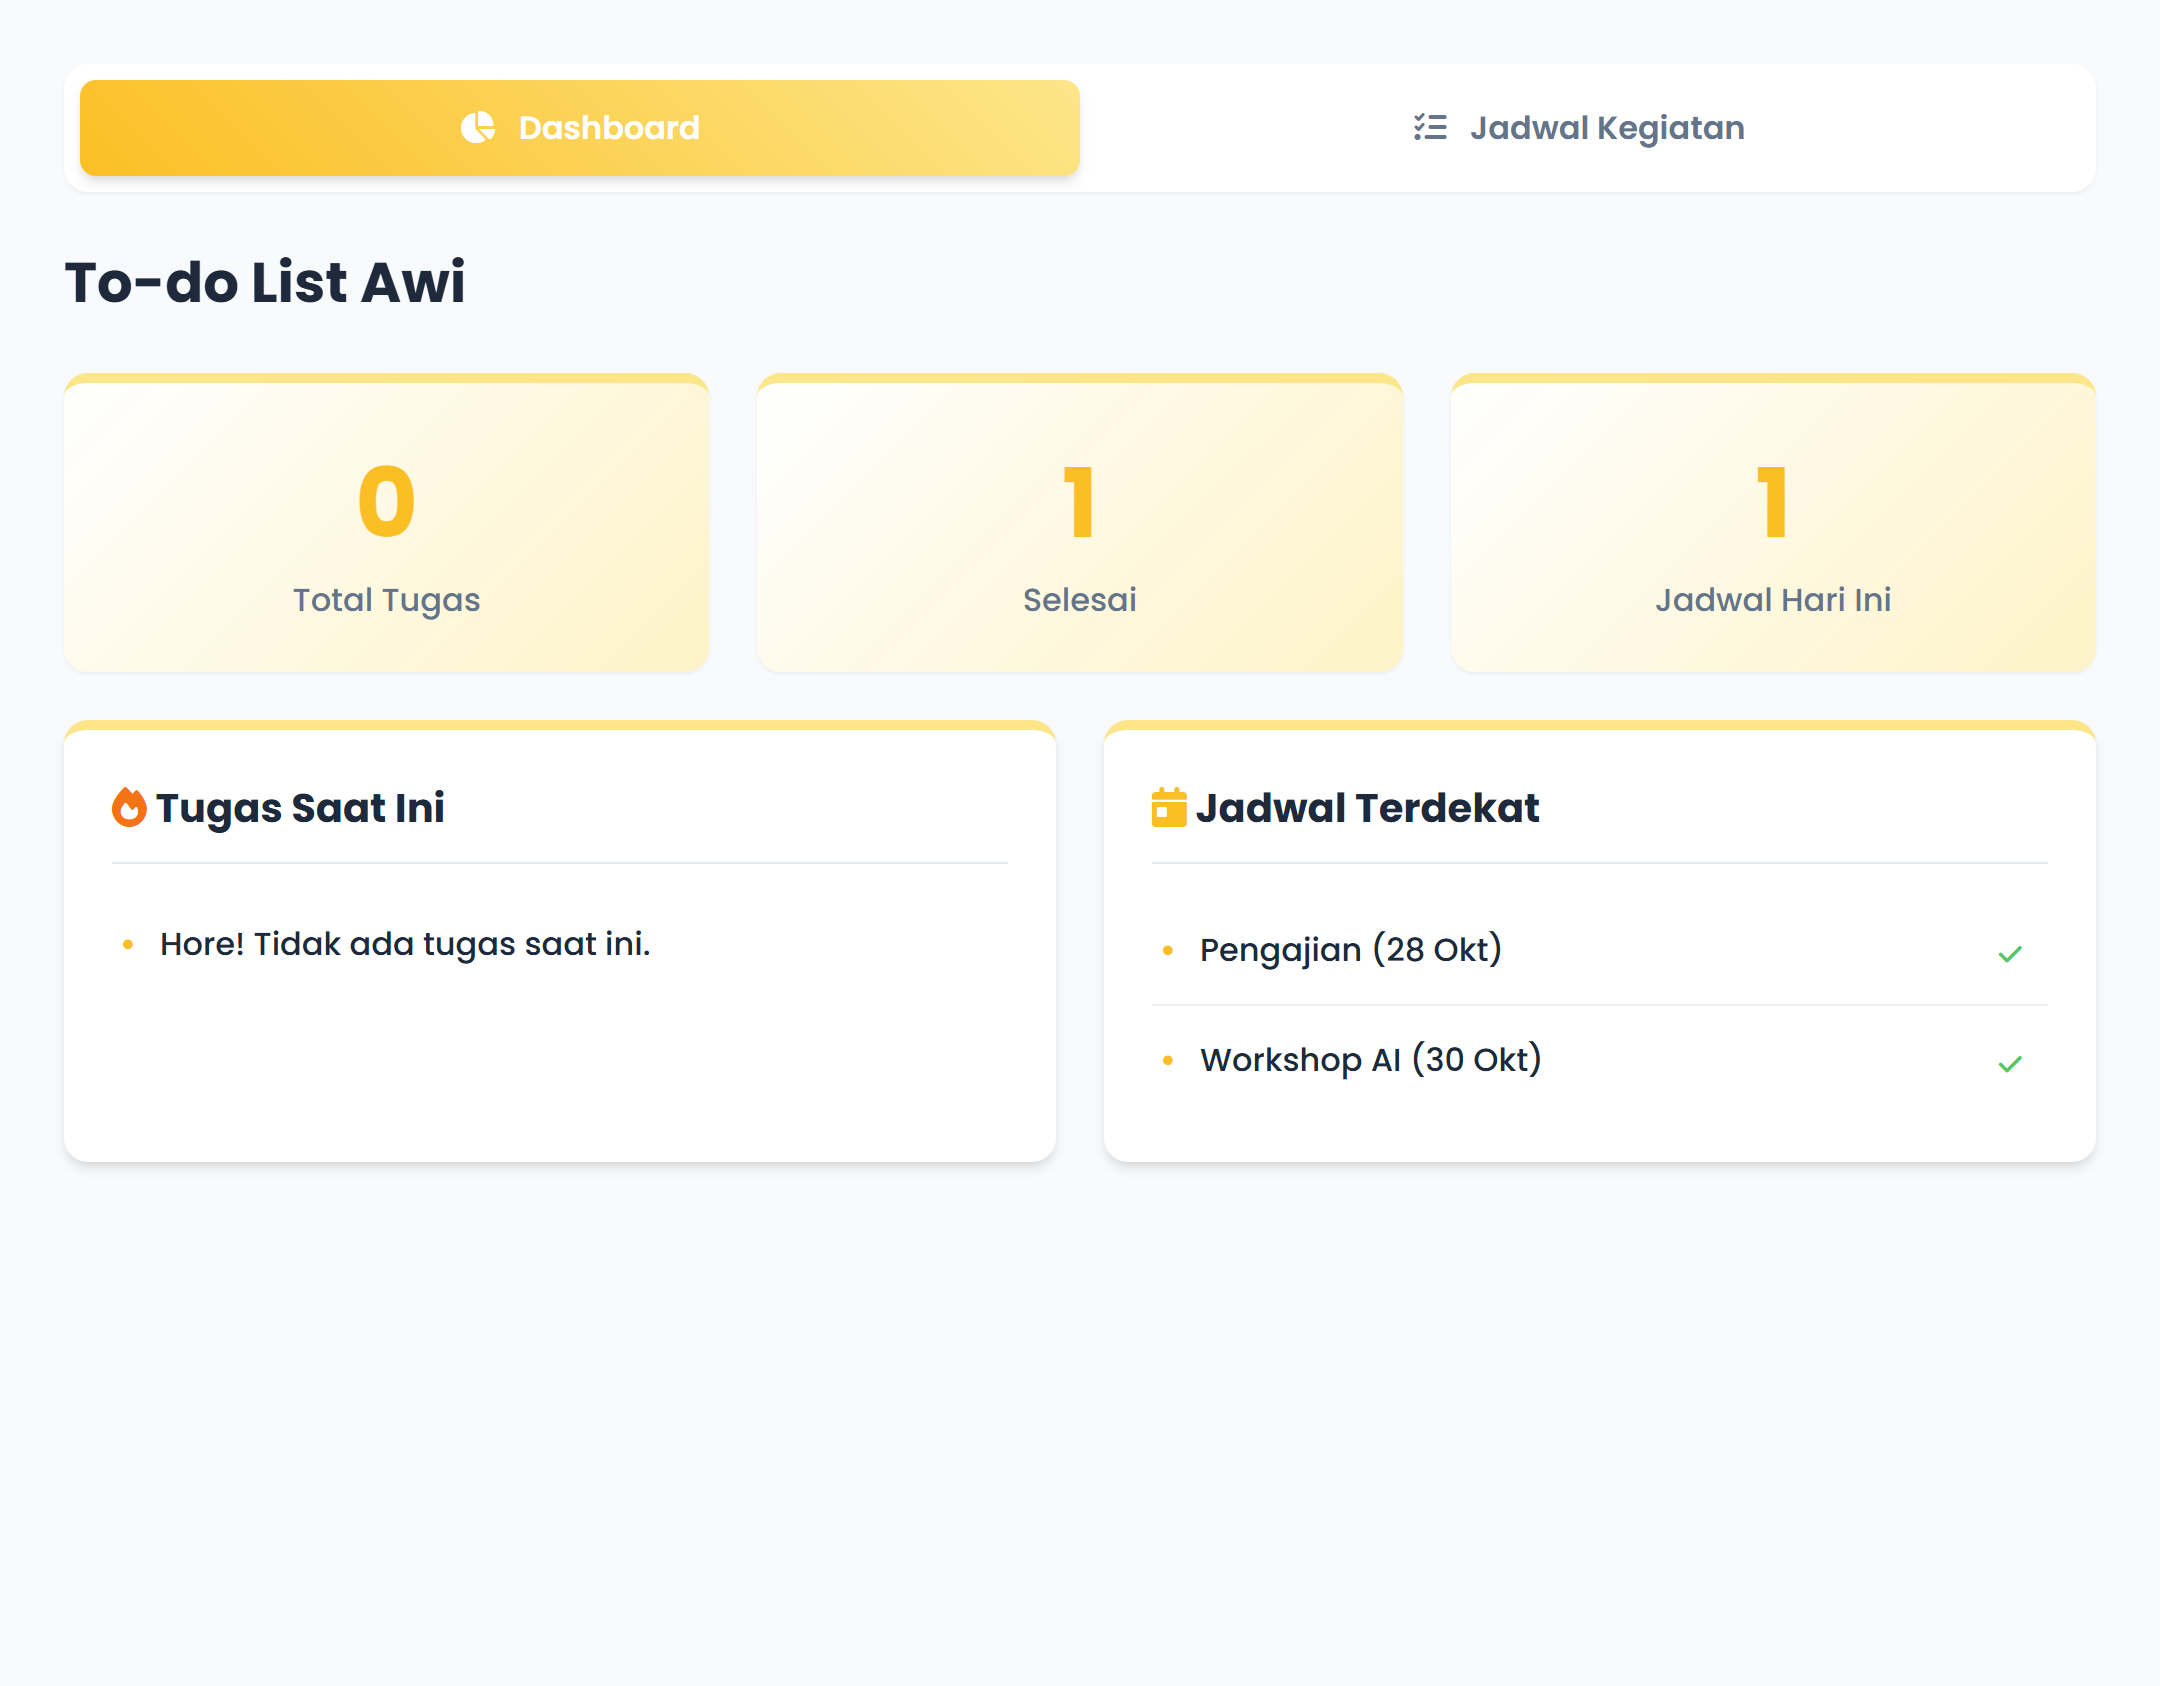 Dashboard
Jadwal Kegiatan
To-do List Awi
0
Total Tugas
1
Selesai
1
Jadwal Hari Ini
Tugas Saat Ini
Hore! Tidak ada tugas saat ini.
Jadwal Terdekat
Pengajian (28 Okt)
Workshop AI (30 Okt)